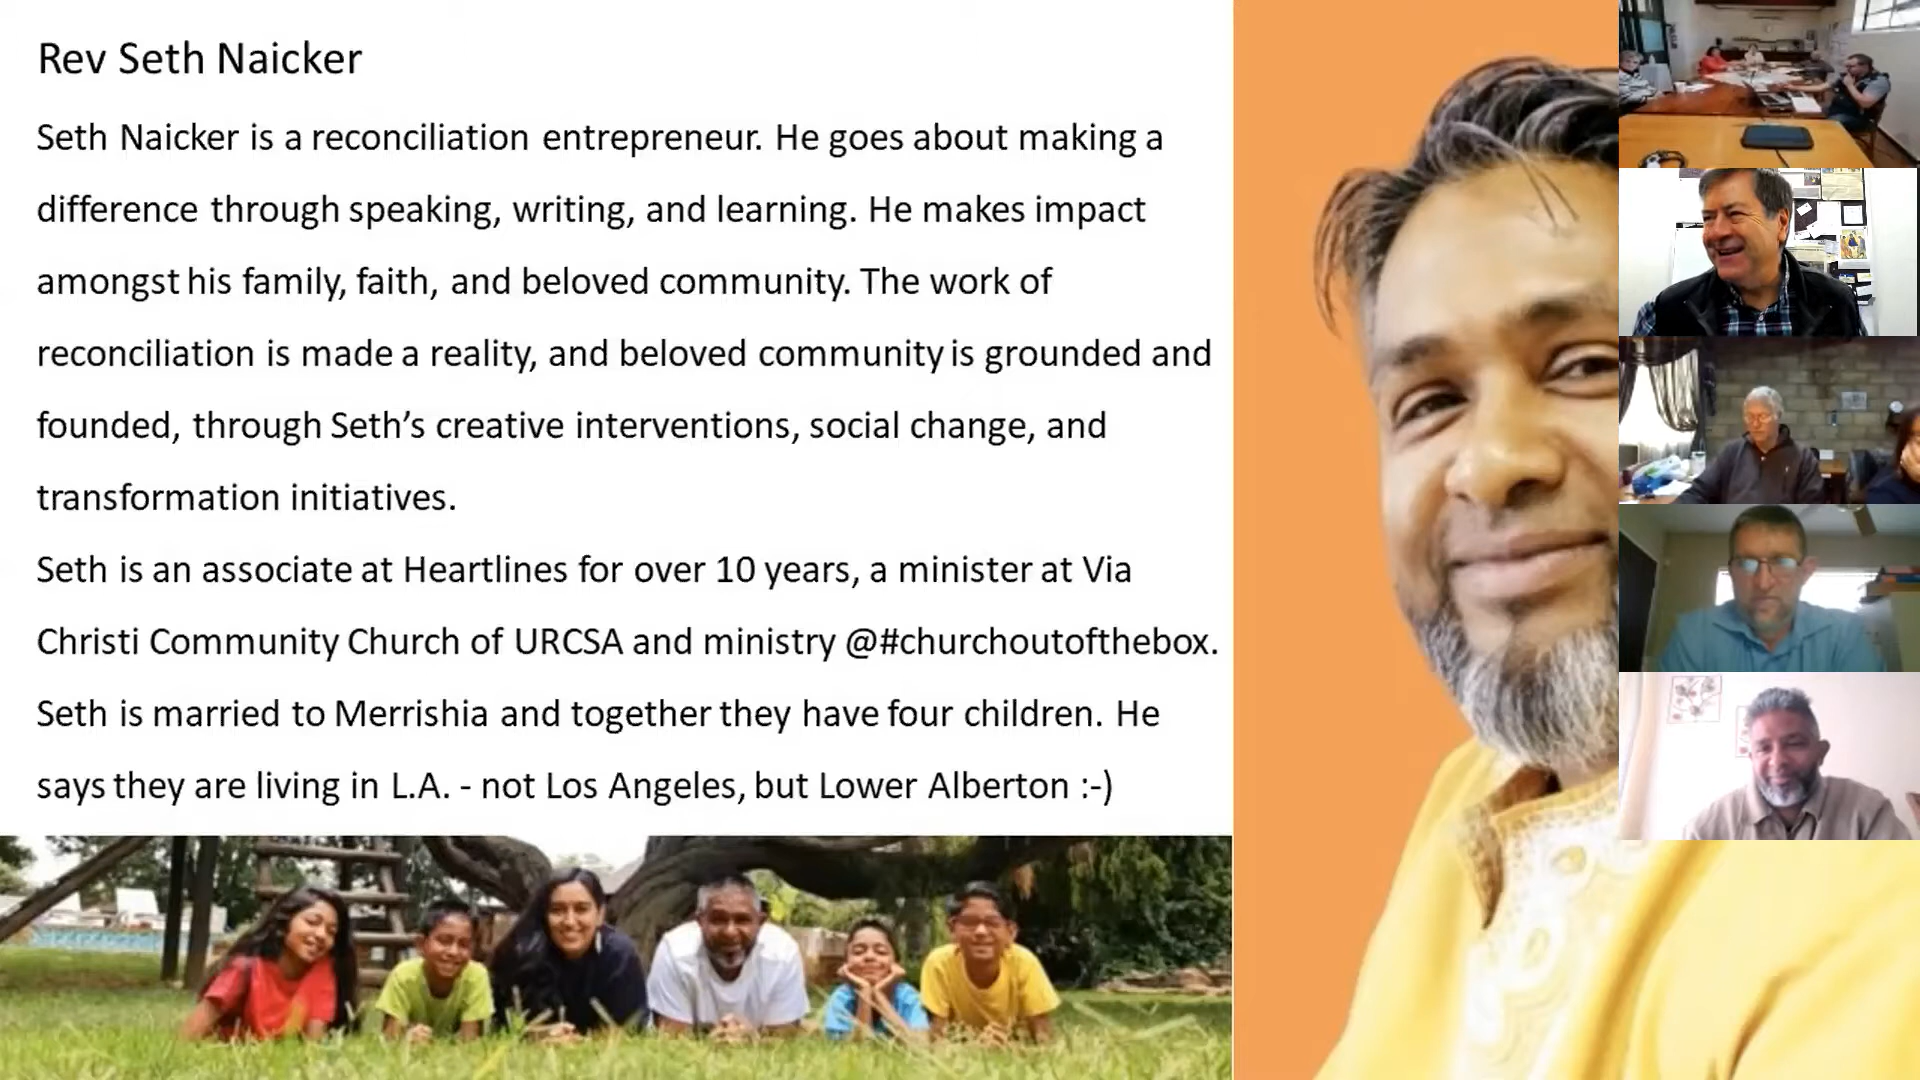 Rev Seth Naicker
Seth Naicker is a reconciliation entrepreneur. He goes about making a
difference through speaking, writing, and learning. He makes impact
amongst his family, faith, and beloved community. The work of
reconciliation is made a reality, and beloved community is grounded and
founded, through Seth’s creative interventions, social change, and
transformation initiatives.
Seth is an associate at Heartlines for over 10 years, a minister at Via
Christi Community Church of URCSA and ministry @#churchoutofthebox.
Seth is married to Merrishia and together they have four children. He
says they are living in L.A. - not Los Angeles, but Lower Alberton :-)